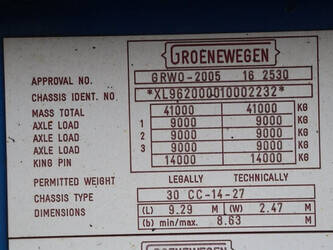 GROENEWEGEN
APPROVAL NO. GRWO-2005 16 2530
CHASSIS IDENT. NO *XL962000010002232*
MASS TOTAL 41000 41000 KG
AXLE LOAD 1 9000 9000 KG
AXLE LOAD 2 9000 9000 KG
AXLE LOAD 3 9000 9000 KG
KING PIN 14000 14000 KG
PERMITTED WEIGHT LEGALLY TECHNICALLY
CHASSIS TYPE 30 CC-14-27
DIMENSIONS (L) 9.29 M (W) 2.47 M
(b) min/max. 8.63 M
GROENEWEGEN